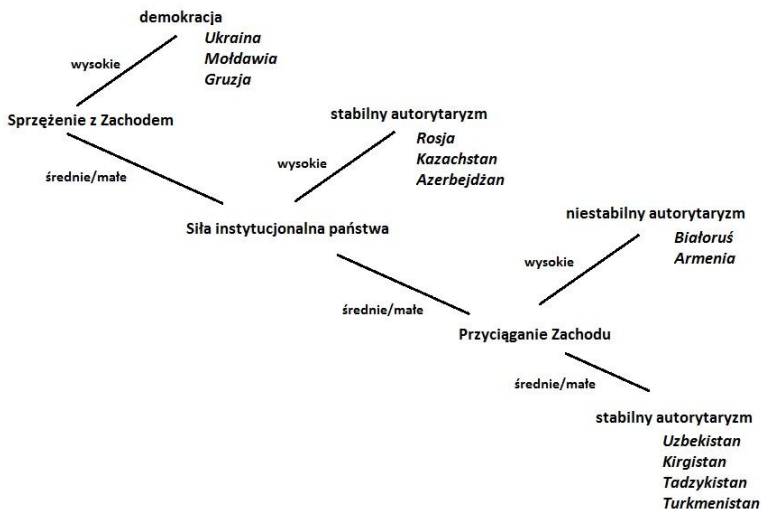 demokracja
Ukraina
Mołdawia
Gruzja
wysokie
Sprzężenie z Zachodem
średnie/małe
stabilny autorytaryzm
Rosja
Kazachstan
Azerbejdżan
wysokie
Siła instytucjonalna państwa
średnie/małe
niestabilny autorytaryzm
Białoruś
Armenia
wysokie
Przyciąganie Zachodu
średnie/małe
stabilny autorytaryzm
Uzbekistan
Kirgistan
Tadzykistan
Turkmenistan